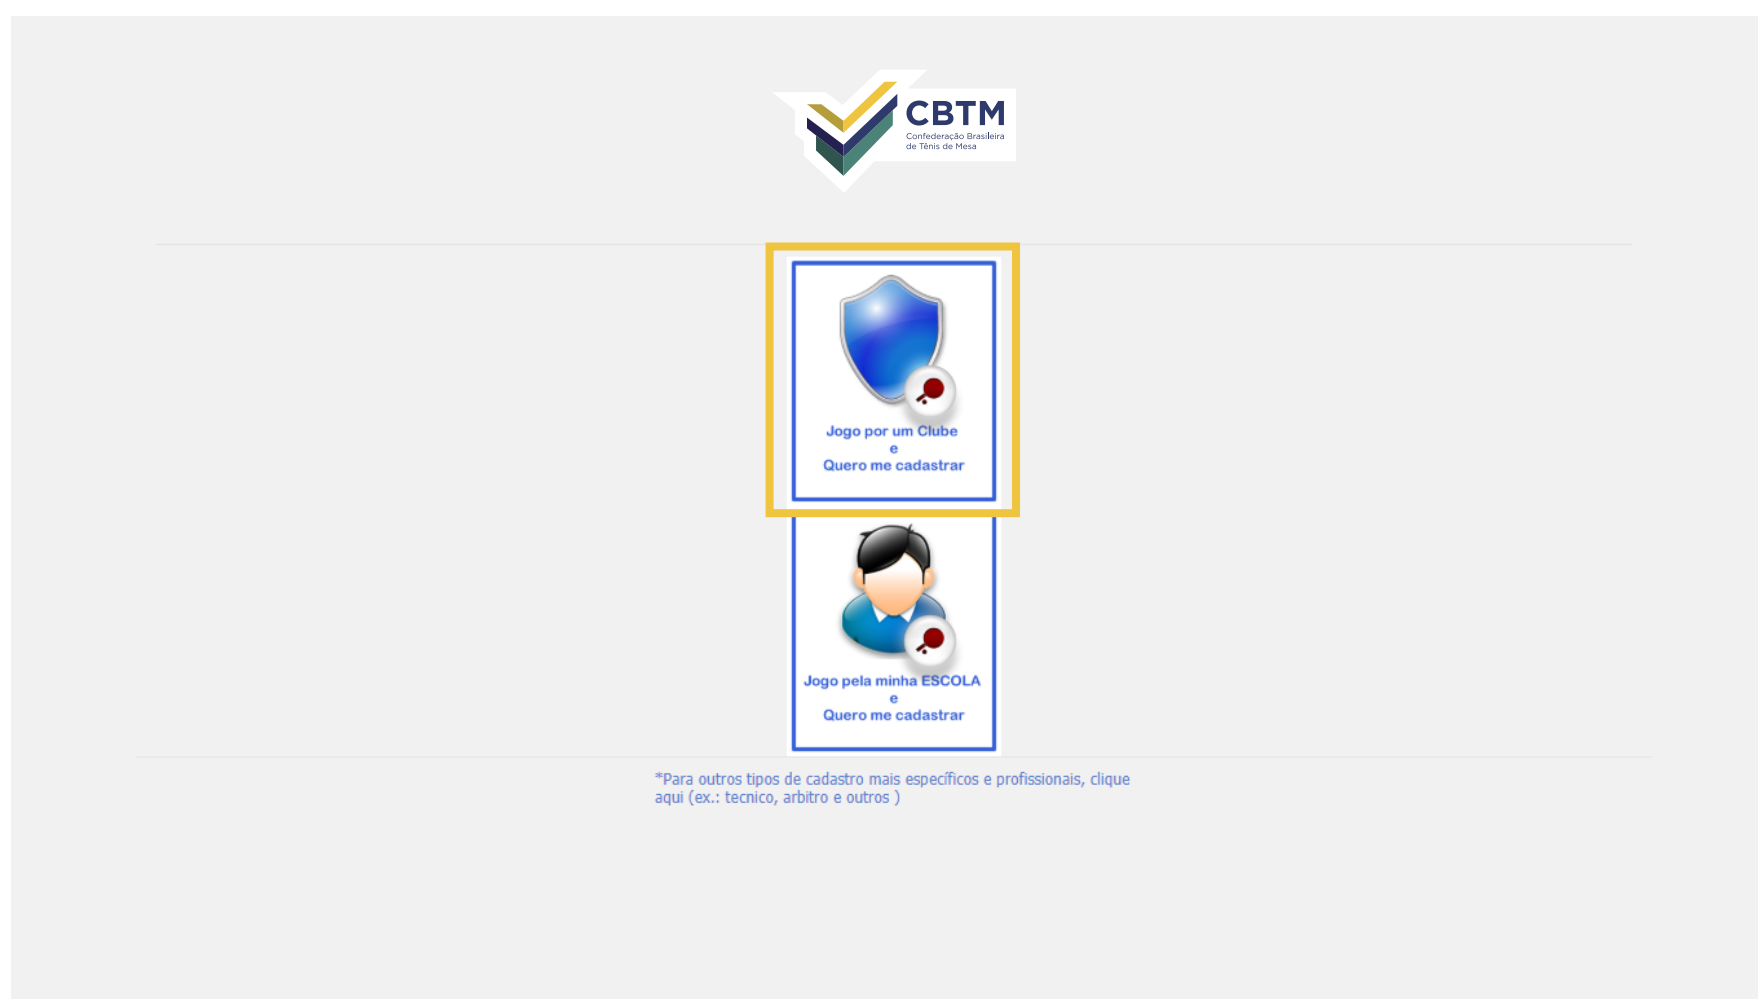 CBTM
Confederação Brasileira
de Tênis de Mesa
Jogo por um Clube
e
Quero me cadastrar
Jogo pela minha ESCOLA
e
Quero me cadastrar
*Para outros tipos de cadastro mais específicos e profissionais, clique
aqui (ex.: tecnico, arbitro e outros )